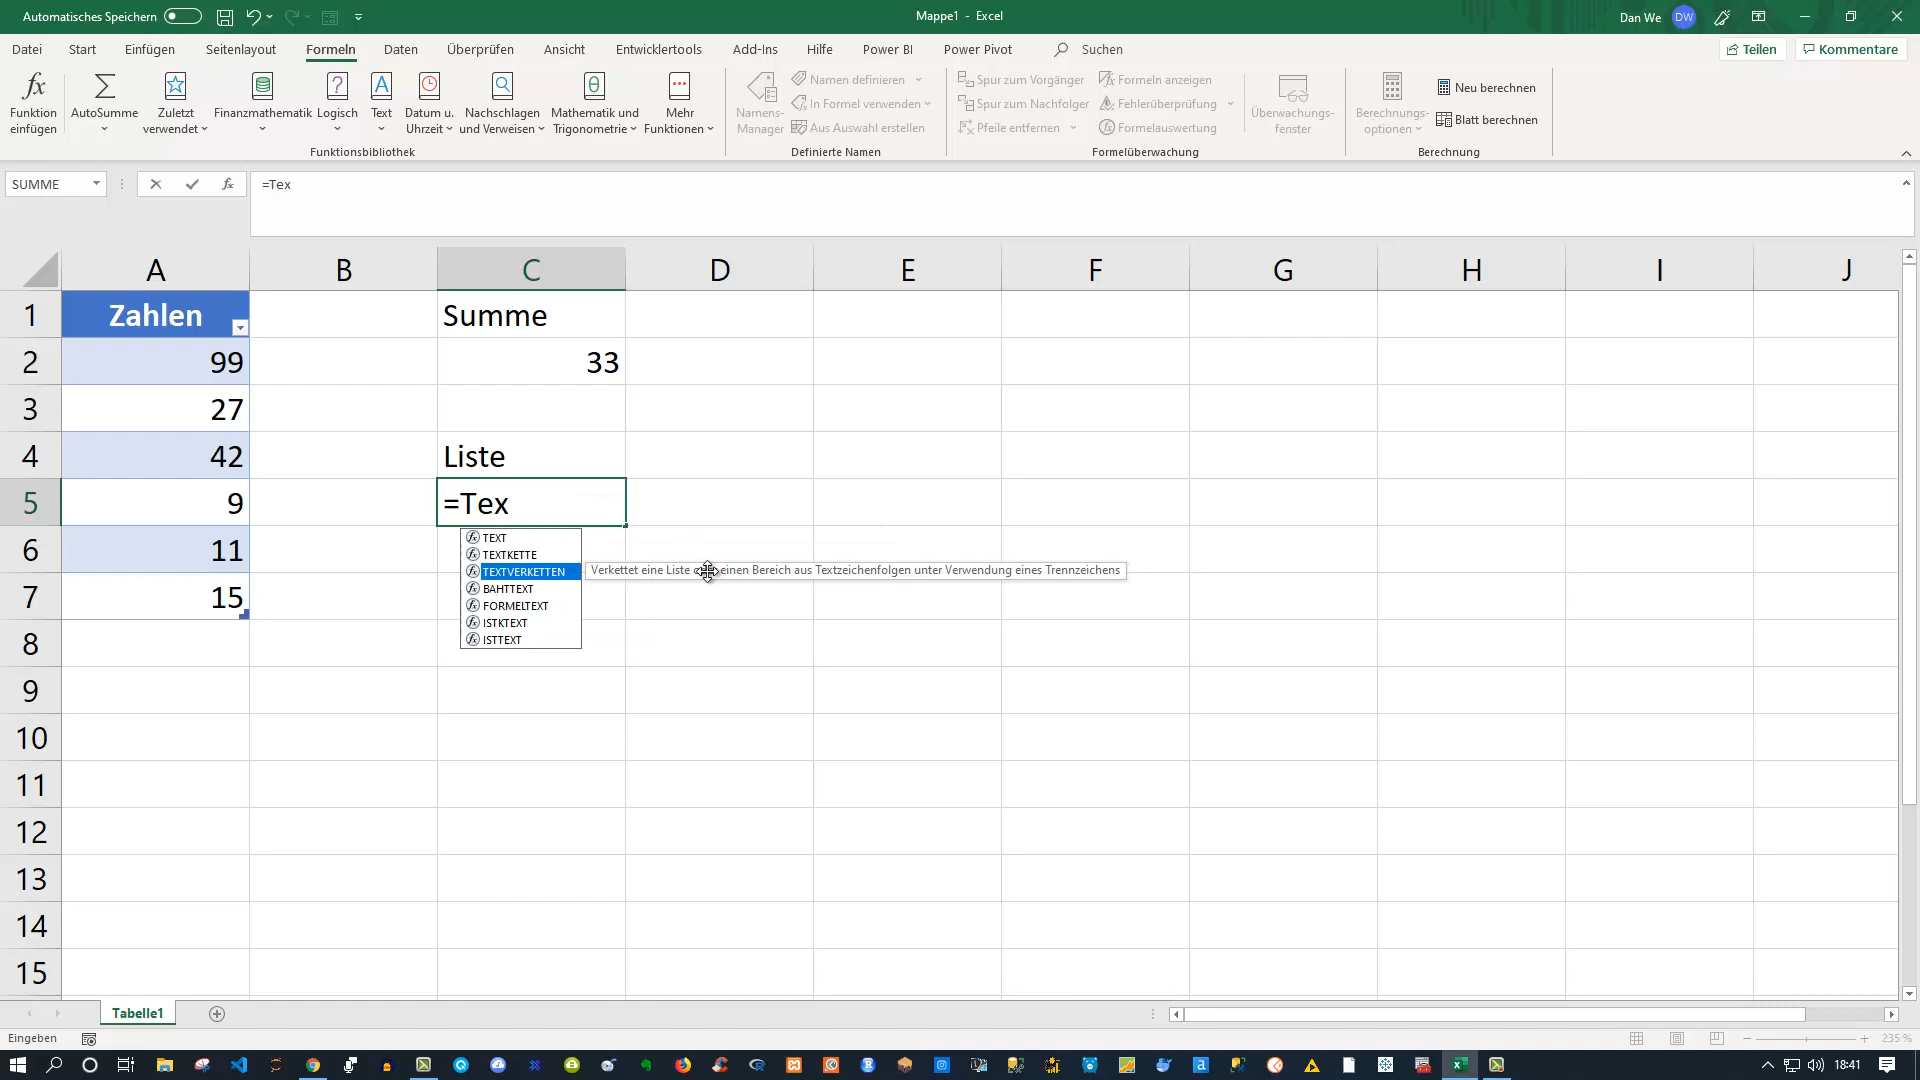 Automatisches Speichern
Mappe1 - Excel
Dan We
DW
Datei Start Einfügen Seitenlayout Formeln Daten Überprüfen Ansicht Entwicklertools Add-Ins Hilfe Power BI Power Pivot Suchen
Teilen
Kommentare
Funktion einfügen
AutoSumme
Zuletzt verwendet
Finanzmathematik
Logisch
Text
Datum u. Uhrzeit
Nachschlagen und Verweisen
Mathematik und Trigonometrie
Mehr Funktionen
Funktionsbibliothek
Namens-Manager
Namen definieren
In Formel verwenden
Aus Auswahl erstellen
Definierte Namen
Spur zum Vorgänger
Spur zum Nachfolger
Pfeile entfernen
Formeln anzeigen
Fehlerüberprüfung
Formelauswertung
Überwachungs-fenster
Formelüberwachung
Berechnungs-optionen
Neu berechnen
Blatt berechnen
Berechnung
SUMME
fx
=Tex
A B C D E F G H I J
1 Zahlen Summe
2 99 33
3 27
4 42 Liste
5 9 =Tex
6 11
7 15
8
9
10
11
12
13
14
15
TEXT
TEXTKETTE
TEXTVERKETTEN
BAHTTEXT
FORMELTEXT
ISTKTEXT
ISTTEXT
Verkettet eine Liste einen Bereich aus Textzeichenfolgen unter Verwendung eines Trennzeichens
Tabelle1
Eingeben
235 %
18:41